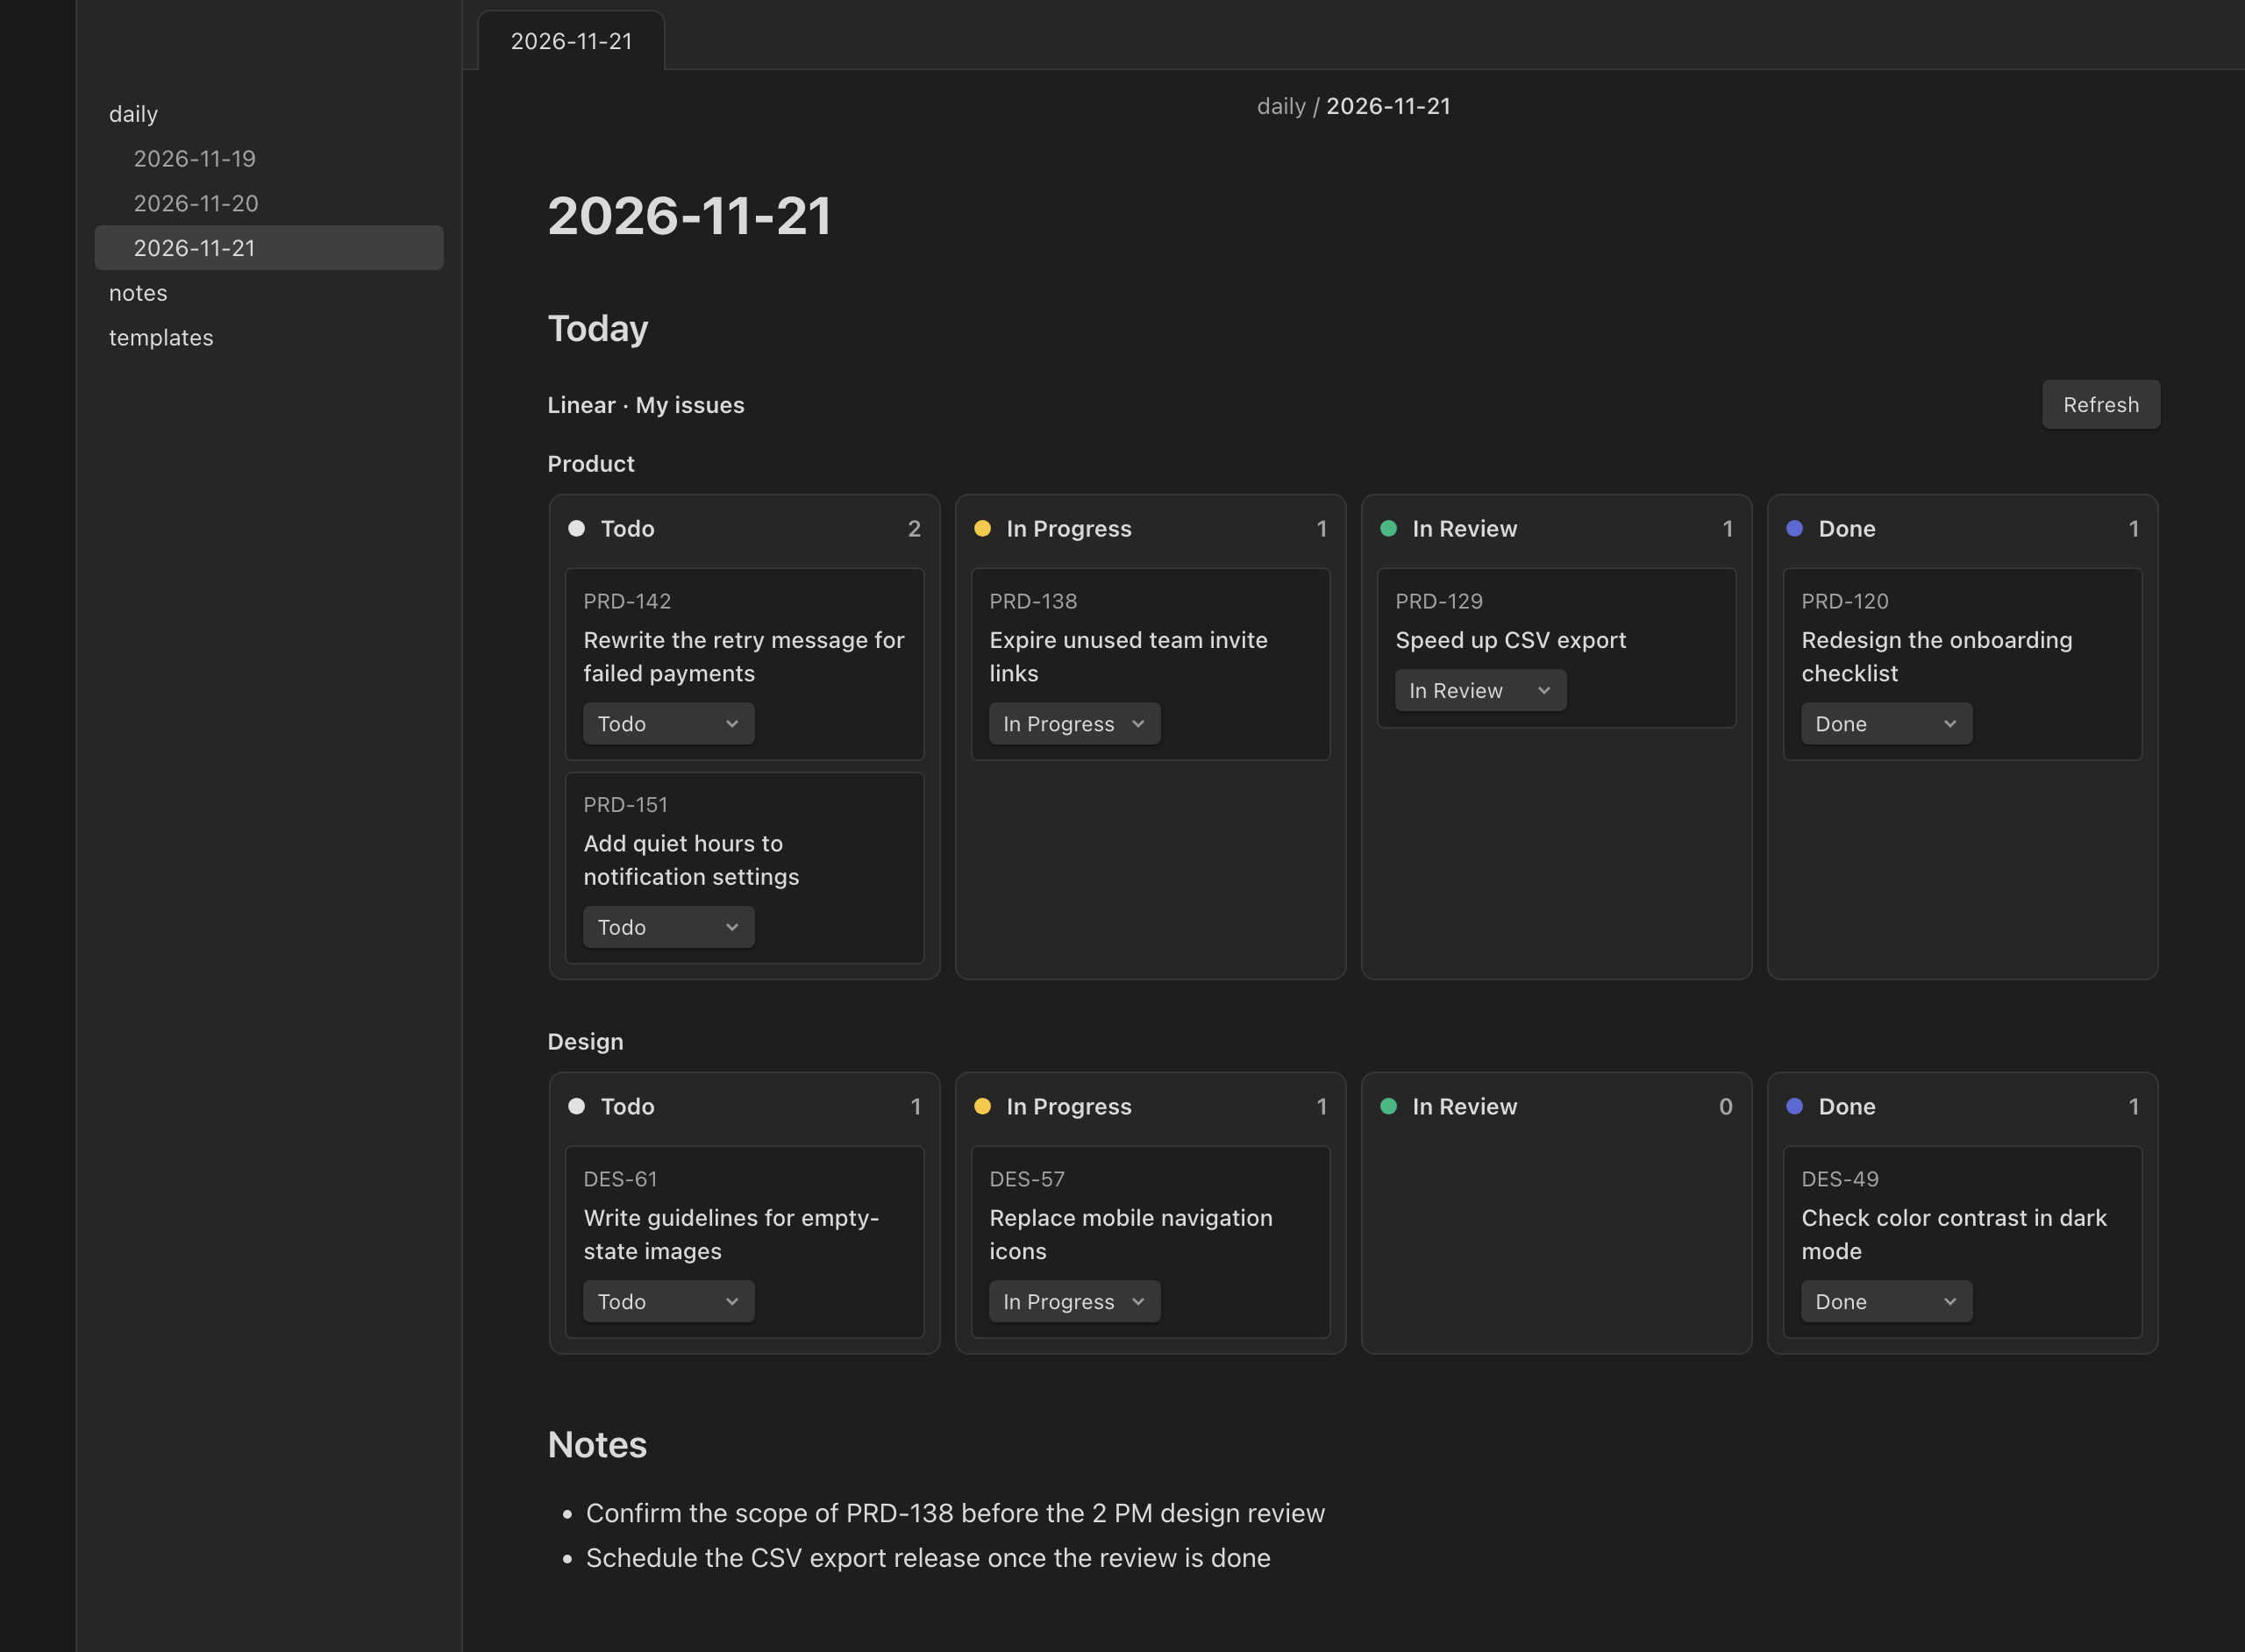 2026-11-21
daily / 2026-11-21
daily
2026-11-19
2026-11-20
2026-11-21
notes
templates
2026-11-21
Today
Linear · My issues
Refresh
Product
Todo 2
PRD-142
Rewrite the retry message for
failed payments
Todo
PRD-151
Add quiet hours to
notification settings
Todo
In Progress 1
PRD-138
Expire unused team invite
links
In Progress
In Review 1
PRD-129
Speed up CSV export
In Review
Done 1
PRD-120
Redesign the onboarding
checklist
Done
Design
Todo 1
DES-61
Write guidelines for empty-
state images
Todo
In Progress 1
DES-57
Replace mobile navigation
icons
In Progress
In Review 0
Done 1
DES-49
Check color contrast in dark
mode
Done
Notes
• Confirm the scope of PRD-138 before the 2 PM design review
• Schedule the CSV export release once the review is done